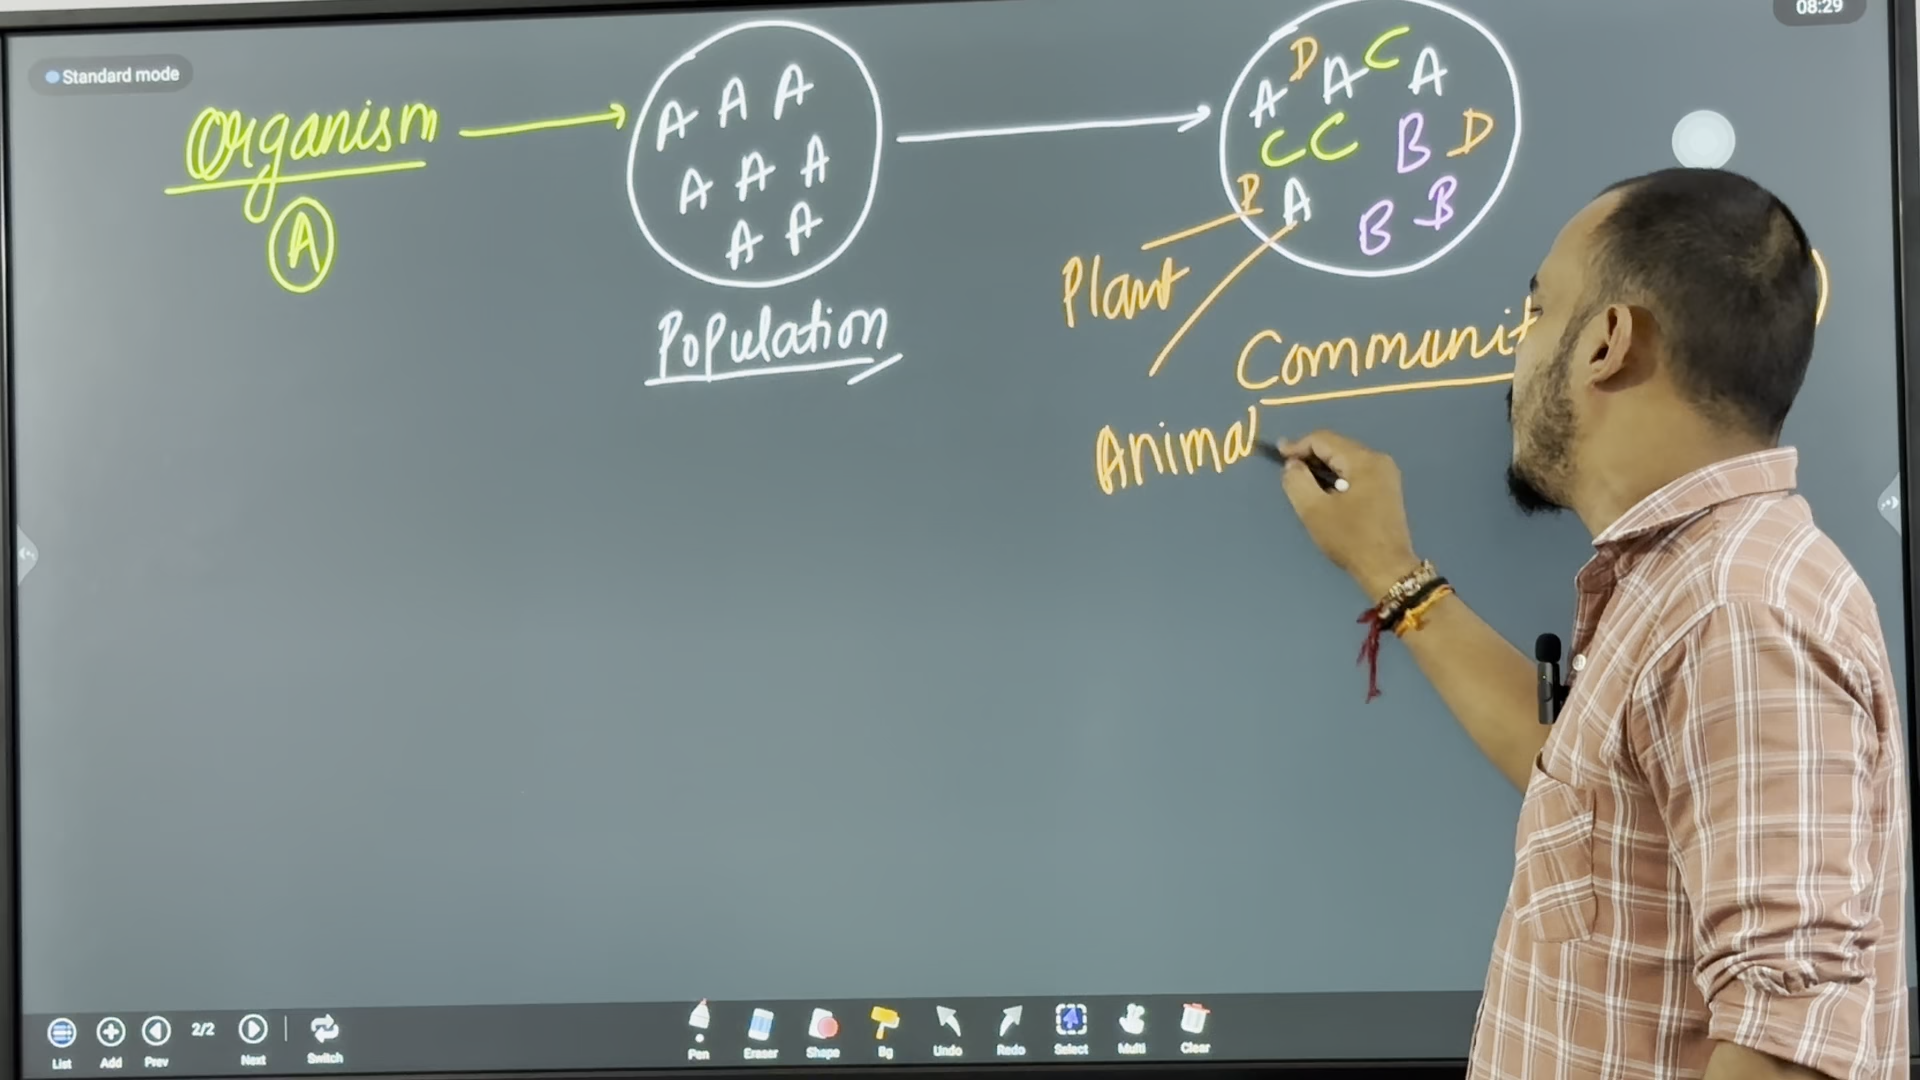 08:29
Standard mode
Organism
A
A A A
A A A
A A
Population
A D A C A
C C B D
D A B B
Plant
Communit
Animal
List Add Prev 2/2 Next Switch
Pen Eraser Shape Bg Undo Redo Select Multi Clear